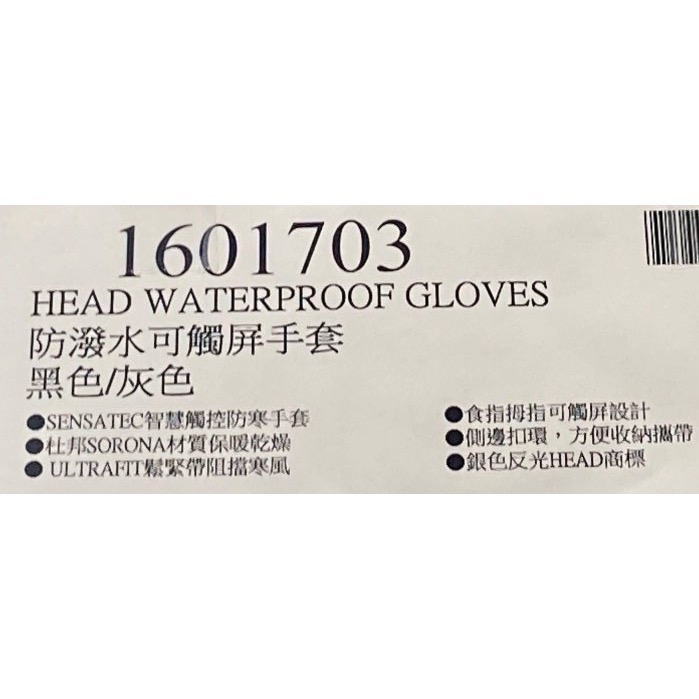 1601703
HEAD WATERPROOF GLOVES
防潑水可觸屏手套
黑色/灰色
●SENSATEC智慧觸控防寒手套
●杜邦SORONA材質保暖乾燥
● ULTRAFIT鬆緊帶阻擋寒風
●食指拇指可觸屏設計
●側邊扣環，方便收納攜帶
●銀色反光HEAD商標